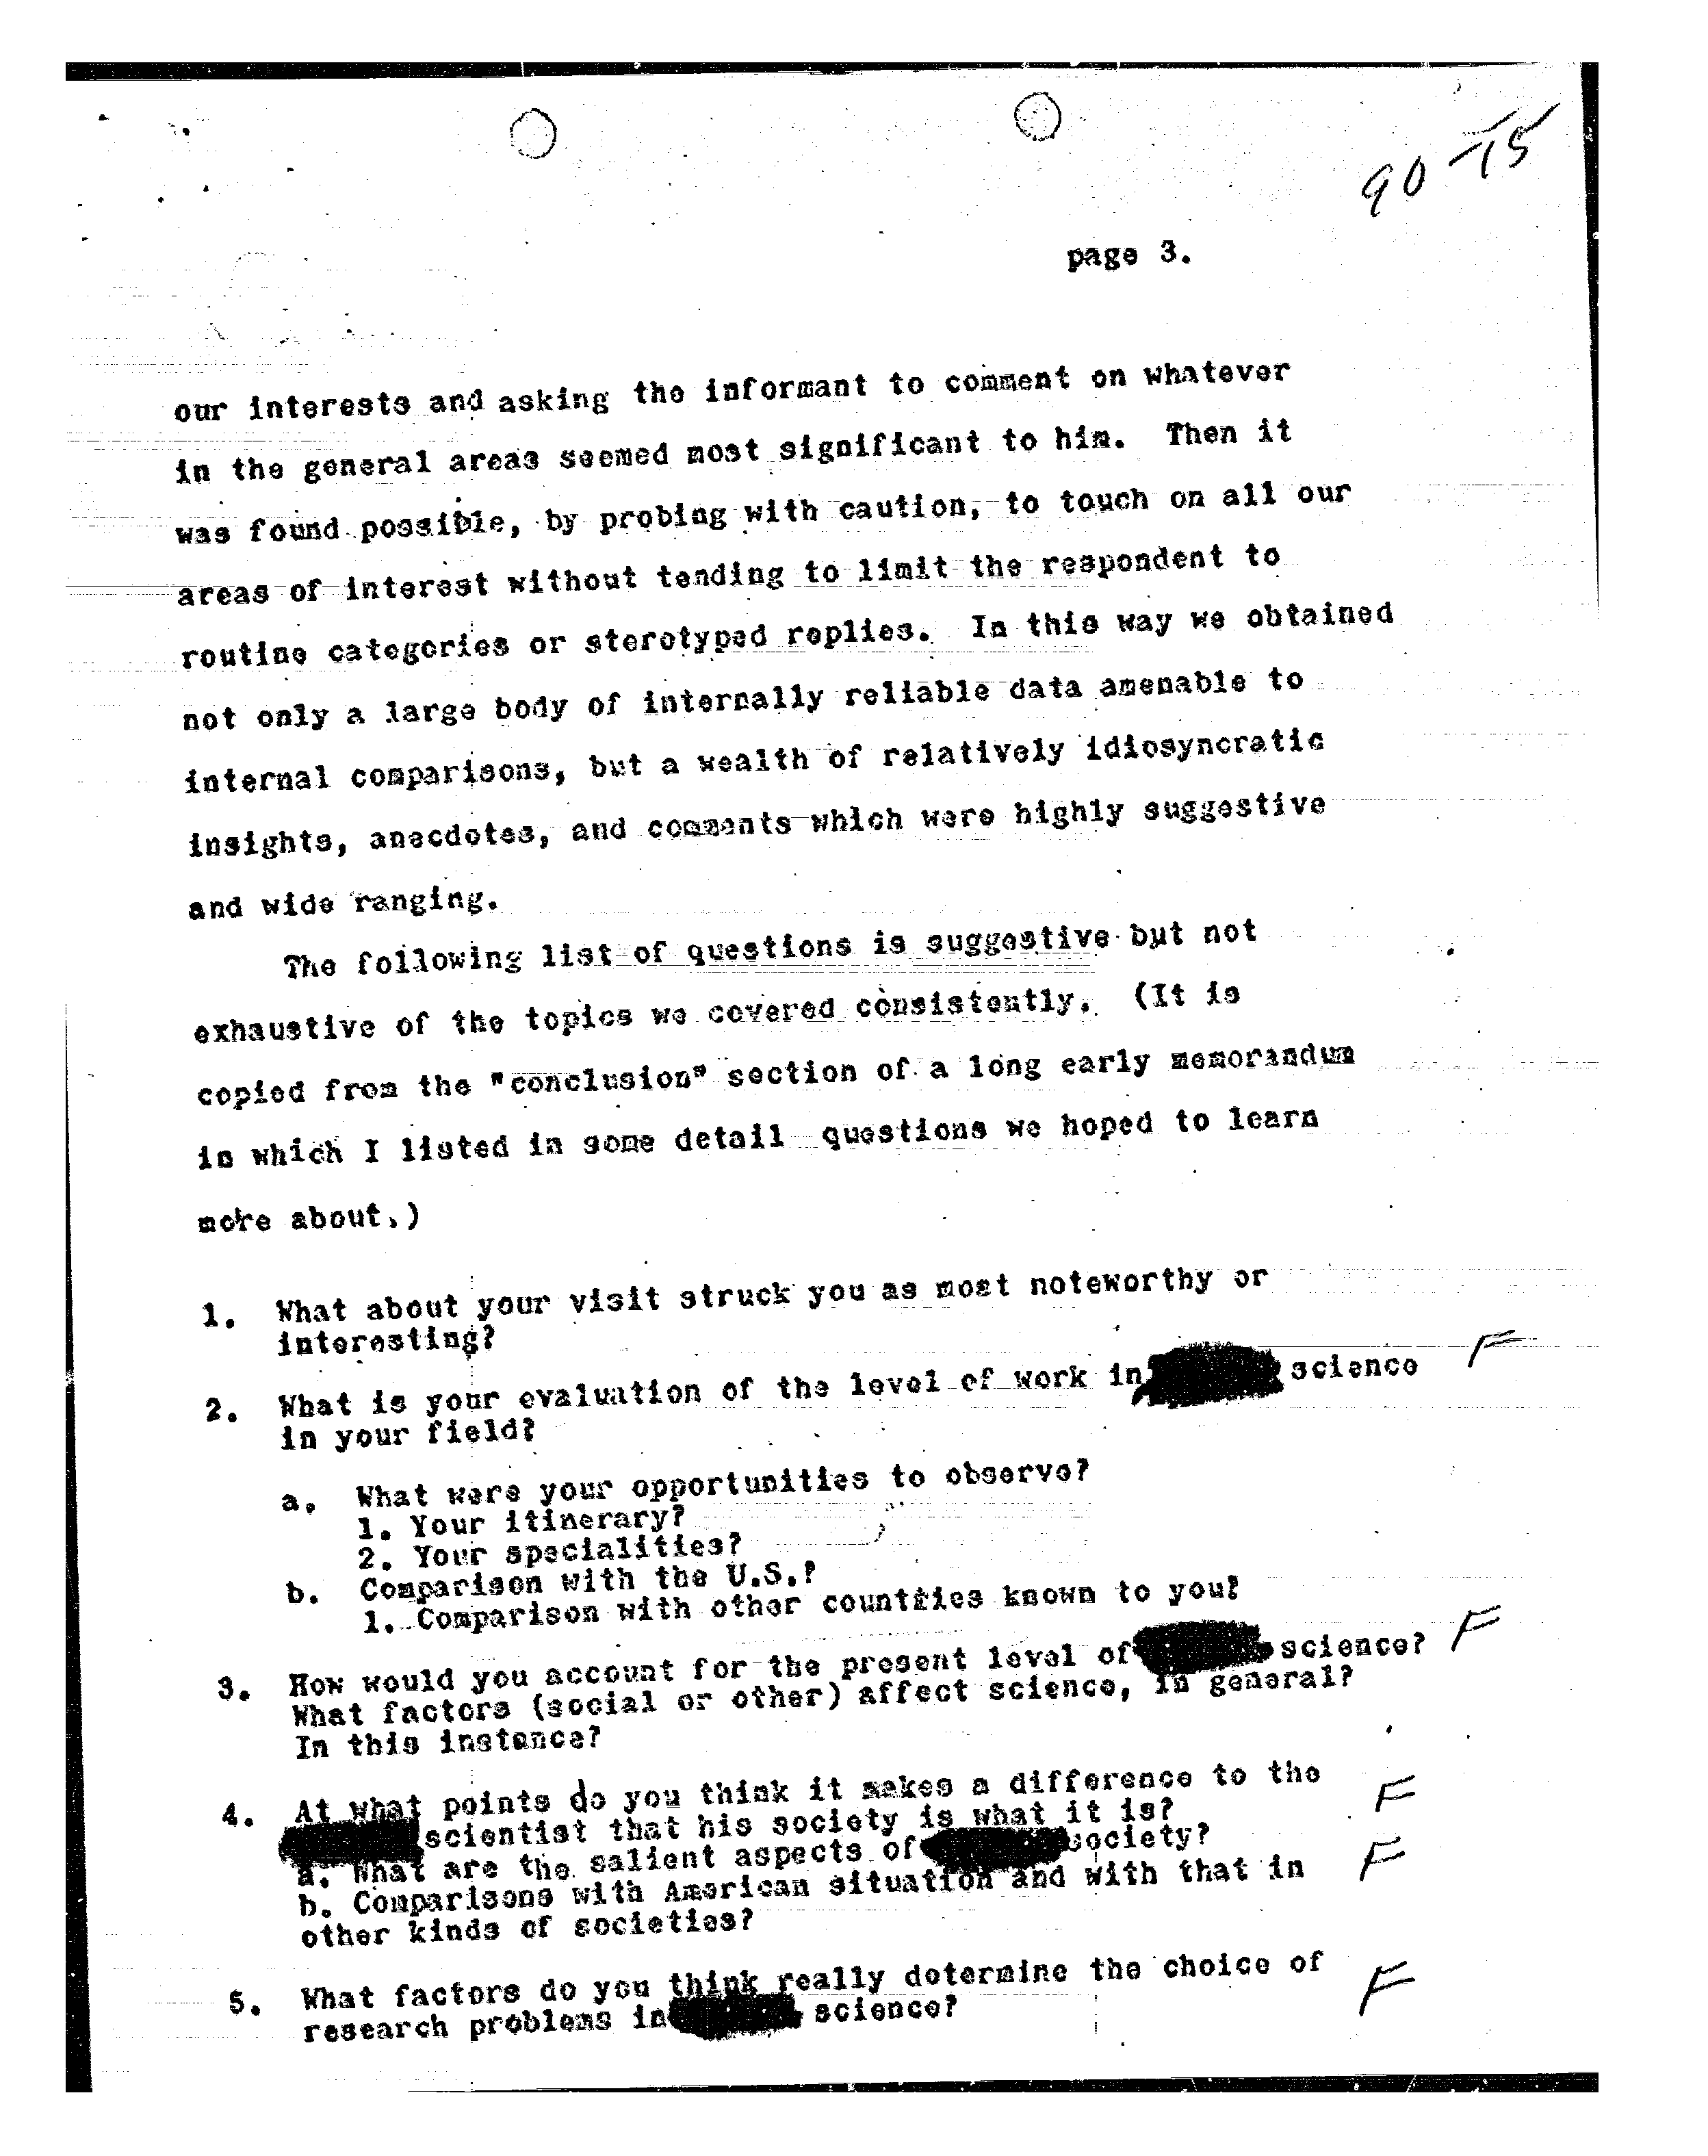 90-15
page 3.
our interests and asking the informant to comment on whatever
in the general areas seemed most significant to him. Then it
was found possible, by probing with caution, to touch on all our
areas of interest without tending to limit the respondent to
routine categories or sterotyped replies. In this way we obtained
not only a large body of internally reliable data amenable to
internal comparisons, but a wealth of relatively idiosyncratic
insights, anecdotes, and comments which were highly suggestive
and wide ranging.
The following list of questions is suggestive but not
exhaustive of the topics we covered consistently. (It is
copied from the "conclusion" section of a long early memorandum
in which I listed in some detail questions we hoped to learn
more about.)
1. What about your visit struck you as most noteworthy or
interesting?
2. What is your evaluation of the level of work in science F
in your field?
a. What were your opportunities to observe?
1. Your itinerary?
2. Your specialities?
b. Comparison with the U.S.?
1. Comparison with other countries known to you?
3. How would you account for the present level of science? F
What factors (social or other) affect science, in general?
In this instance?
4. At what points do you think it makes a difference to the F
scientist that his society is what it is?
a. What are the salient aspects of society? F
b. Comparisons with American situation and with that in
other kinds of societies?
5. What factors do you think really determine the choice of F
research problems in science?